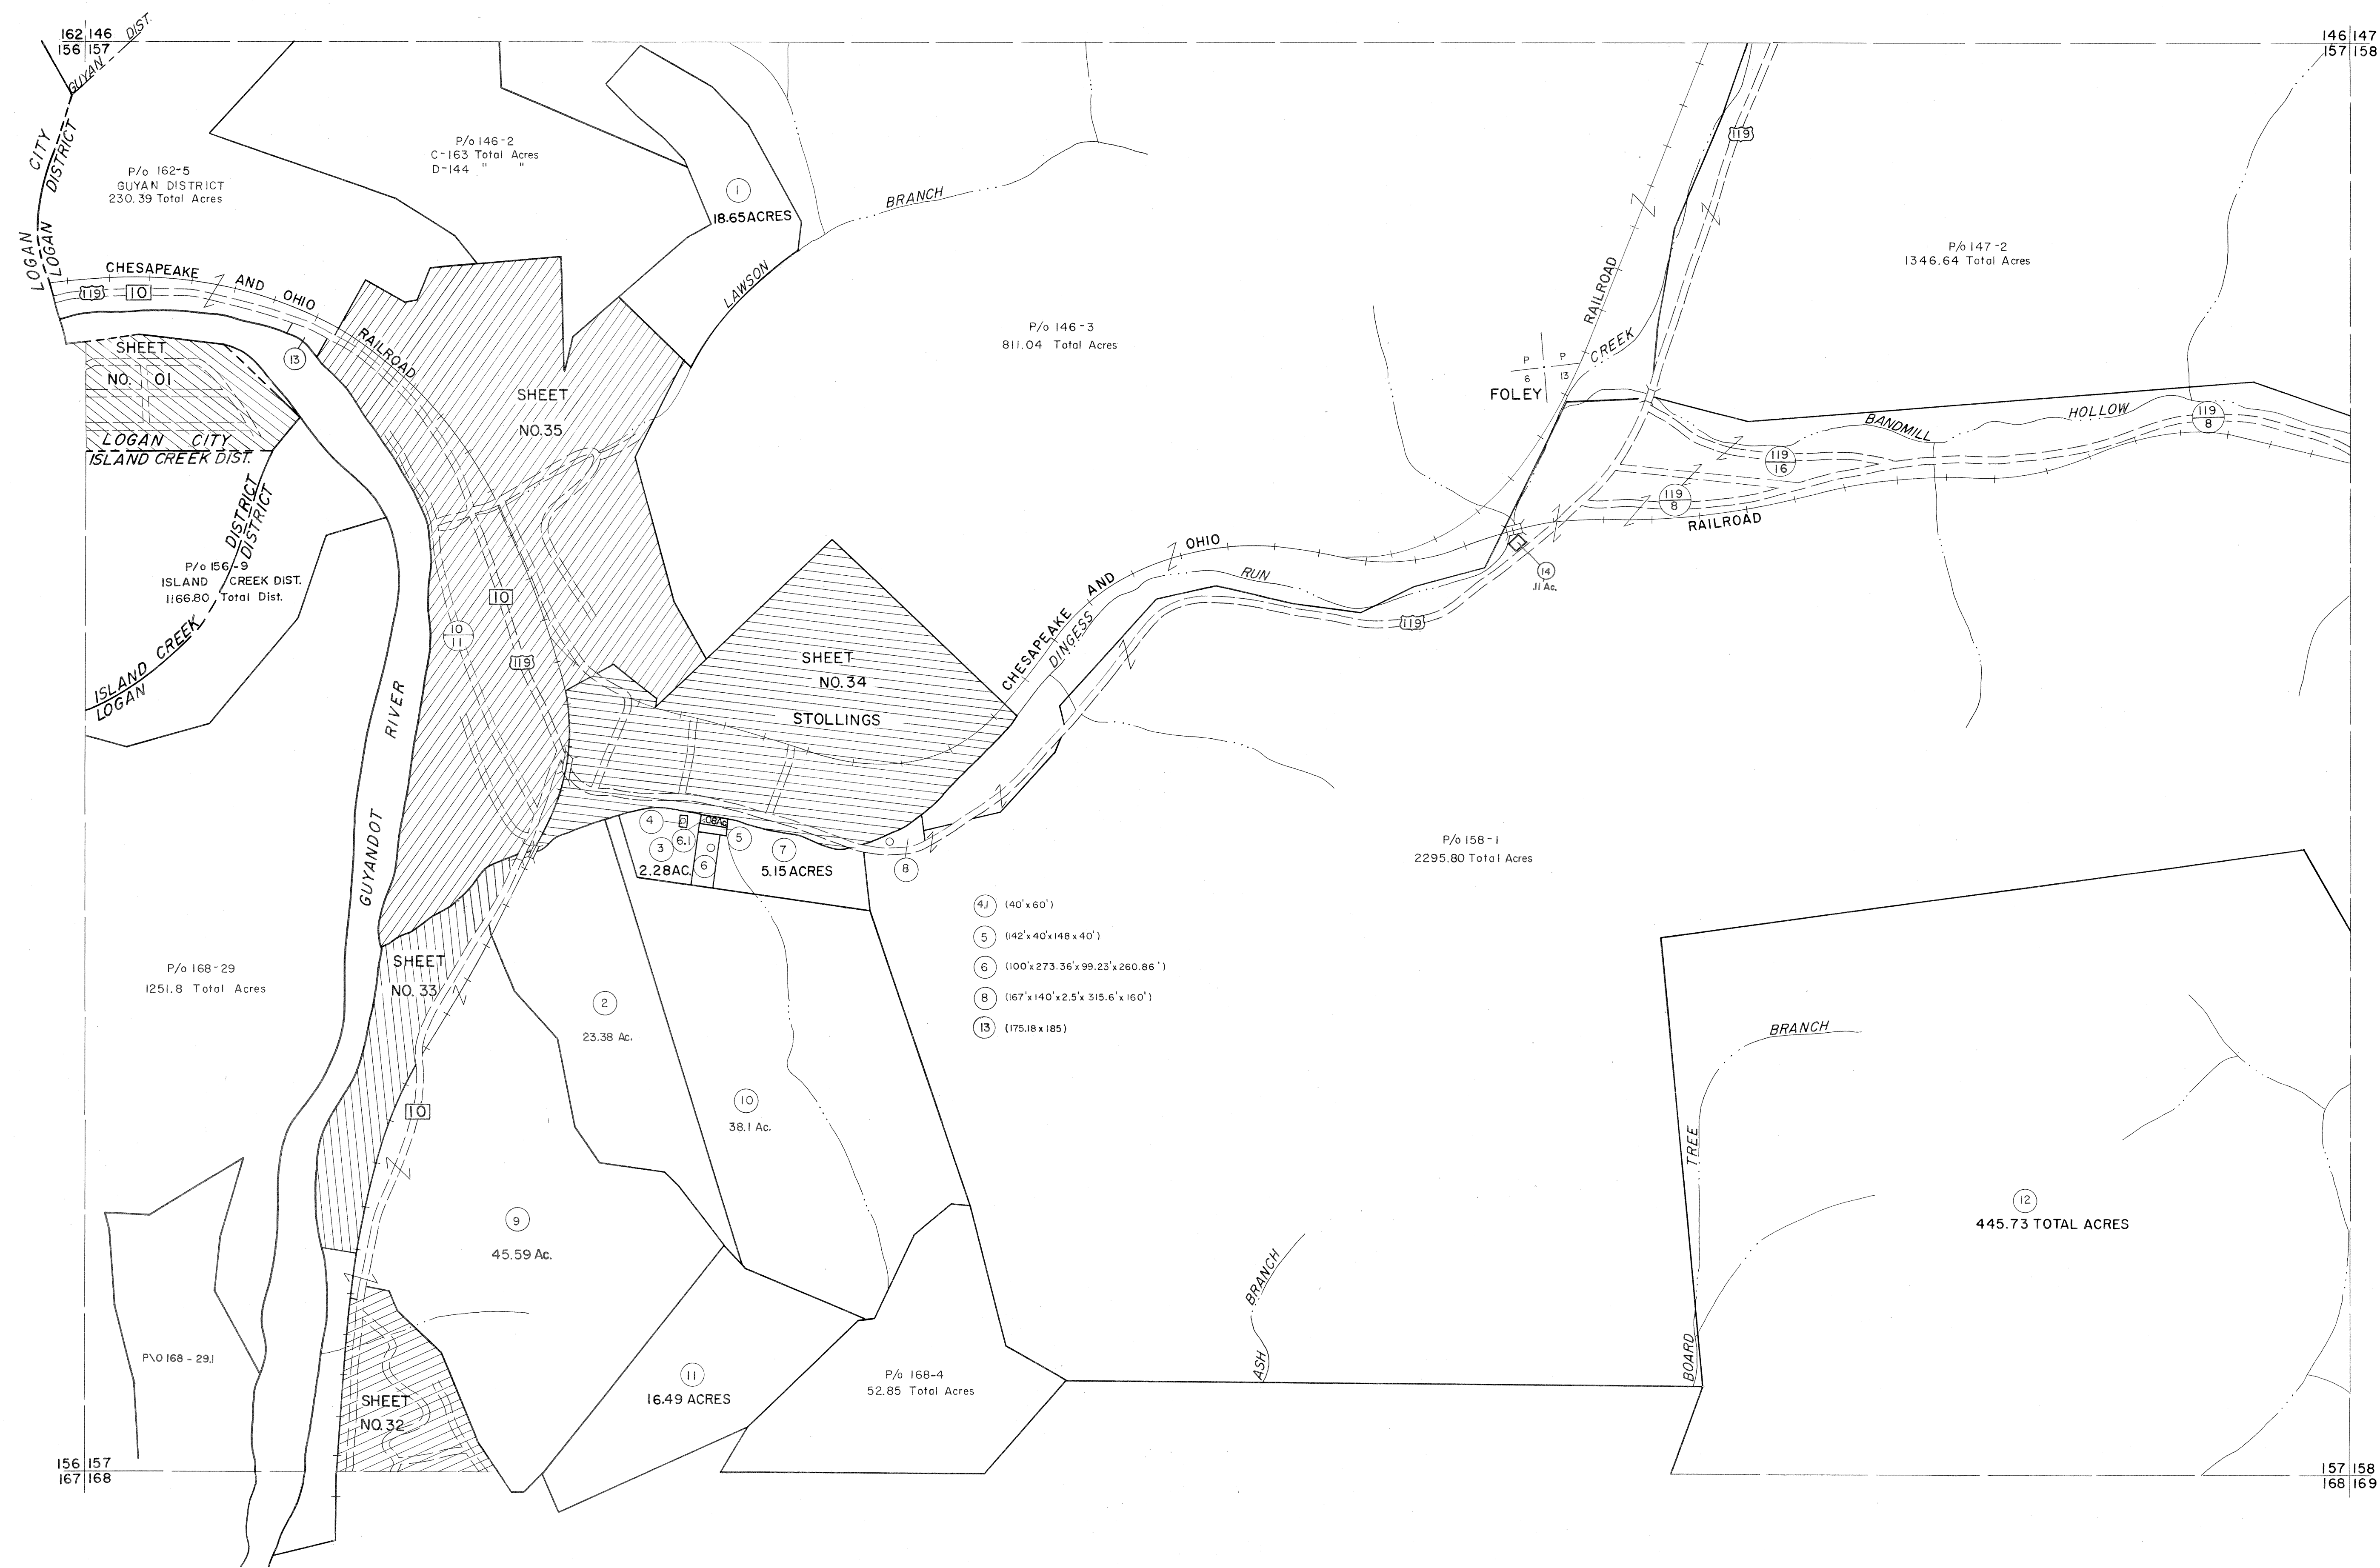 162 146
156 157
GUYAN DIST.
146 147
157 158
LOGAN CITY
LOGAN DISTRICT
P/o 162-5
GUYAN DISTRICT
230.39 Total Acres
P/o 146-2
C-163 Total Acres
D-144 " "
1
18.65 ACRES
LAWSON BRANCH
119
P/o 147-2
1346.64 Total Acres
CHESAPEAKE AND OHIO RAILROAD
119
10
13
SHEET
NO. 01
LOGAN CITY
ISLAND CREEK DIST.
SHEET
NO.35
P/o 146-3
811.04 Total Acres
RAILROAD
CREEK
P P
6 13
FOLEY
BANDMILL HOLLOW
119
8
119
16
119
8
RAILROAD
ISLAND CREEK DISTRICT
LOGAN DISTRICT
P/o 156-9
ISLAND CREEK DIST.
1166.80 Total Dist.
10
10
11
119
GUYANDOT RIVER
SHEET
NO.34
STOLLINGS
CHESAPEAKE AND OHIO
DINGESS RUN
14
.11 Ac.
119
4
3
2.28AC.
6.1
6
5
7
5.15 ACRES
8
P/o 158-1
2295.80 Total Acres
4.1 (40'x 60')
5 (142'x 40'x 148 x 40')
6 (100'x 273.36'x 99.23'x 260.86')
8 (167'x 140'x 2.5'x 315.6'x 160')
13 (175.18 x 185)
P/o 168-29
1251.8 Total Acres
SHEET
NO. 33
2
23.38 Ac.
10
10
38.1 Ac.
9
45.59 Ac.
BOARD TREE BRANCH
12
445.73 TOTAL ACRES
ASH BRANCH
P\O 168-29.1
SHEET
NO.32
11
16.49 ACRES
P/o 168-4
52.85 Total Acres
156 157
167 168
157 158
168 169